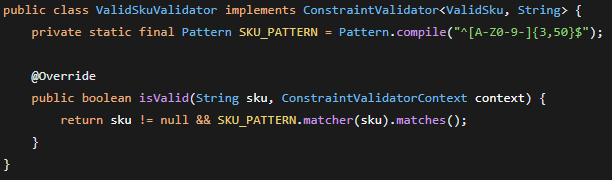 public class ValidSkuValidator implements ConstraintValidator<ValidSku, String> {
    private static final Pattern SKU_PATTERN = Pattern.compile("^[A-Z0-9-]{3,50}$");

    @Override
    public boolean isValid(String sku, ConstraintValidatorContext context) {
        return sku != null && SKU_PATTERN.matcher(sku).matches();
    }
}